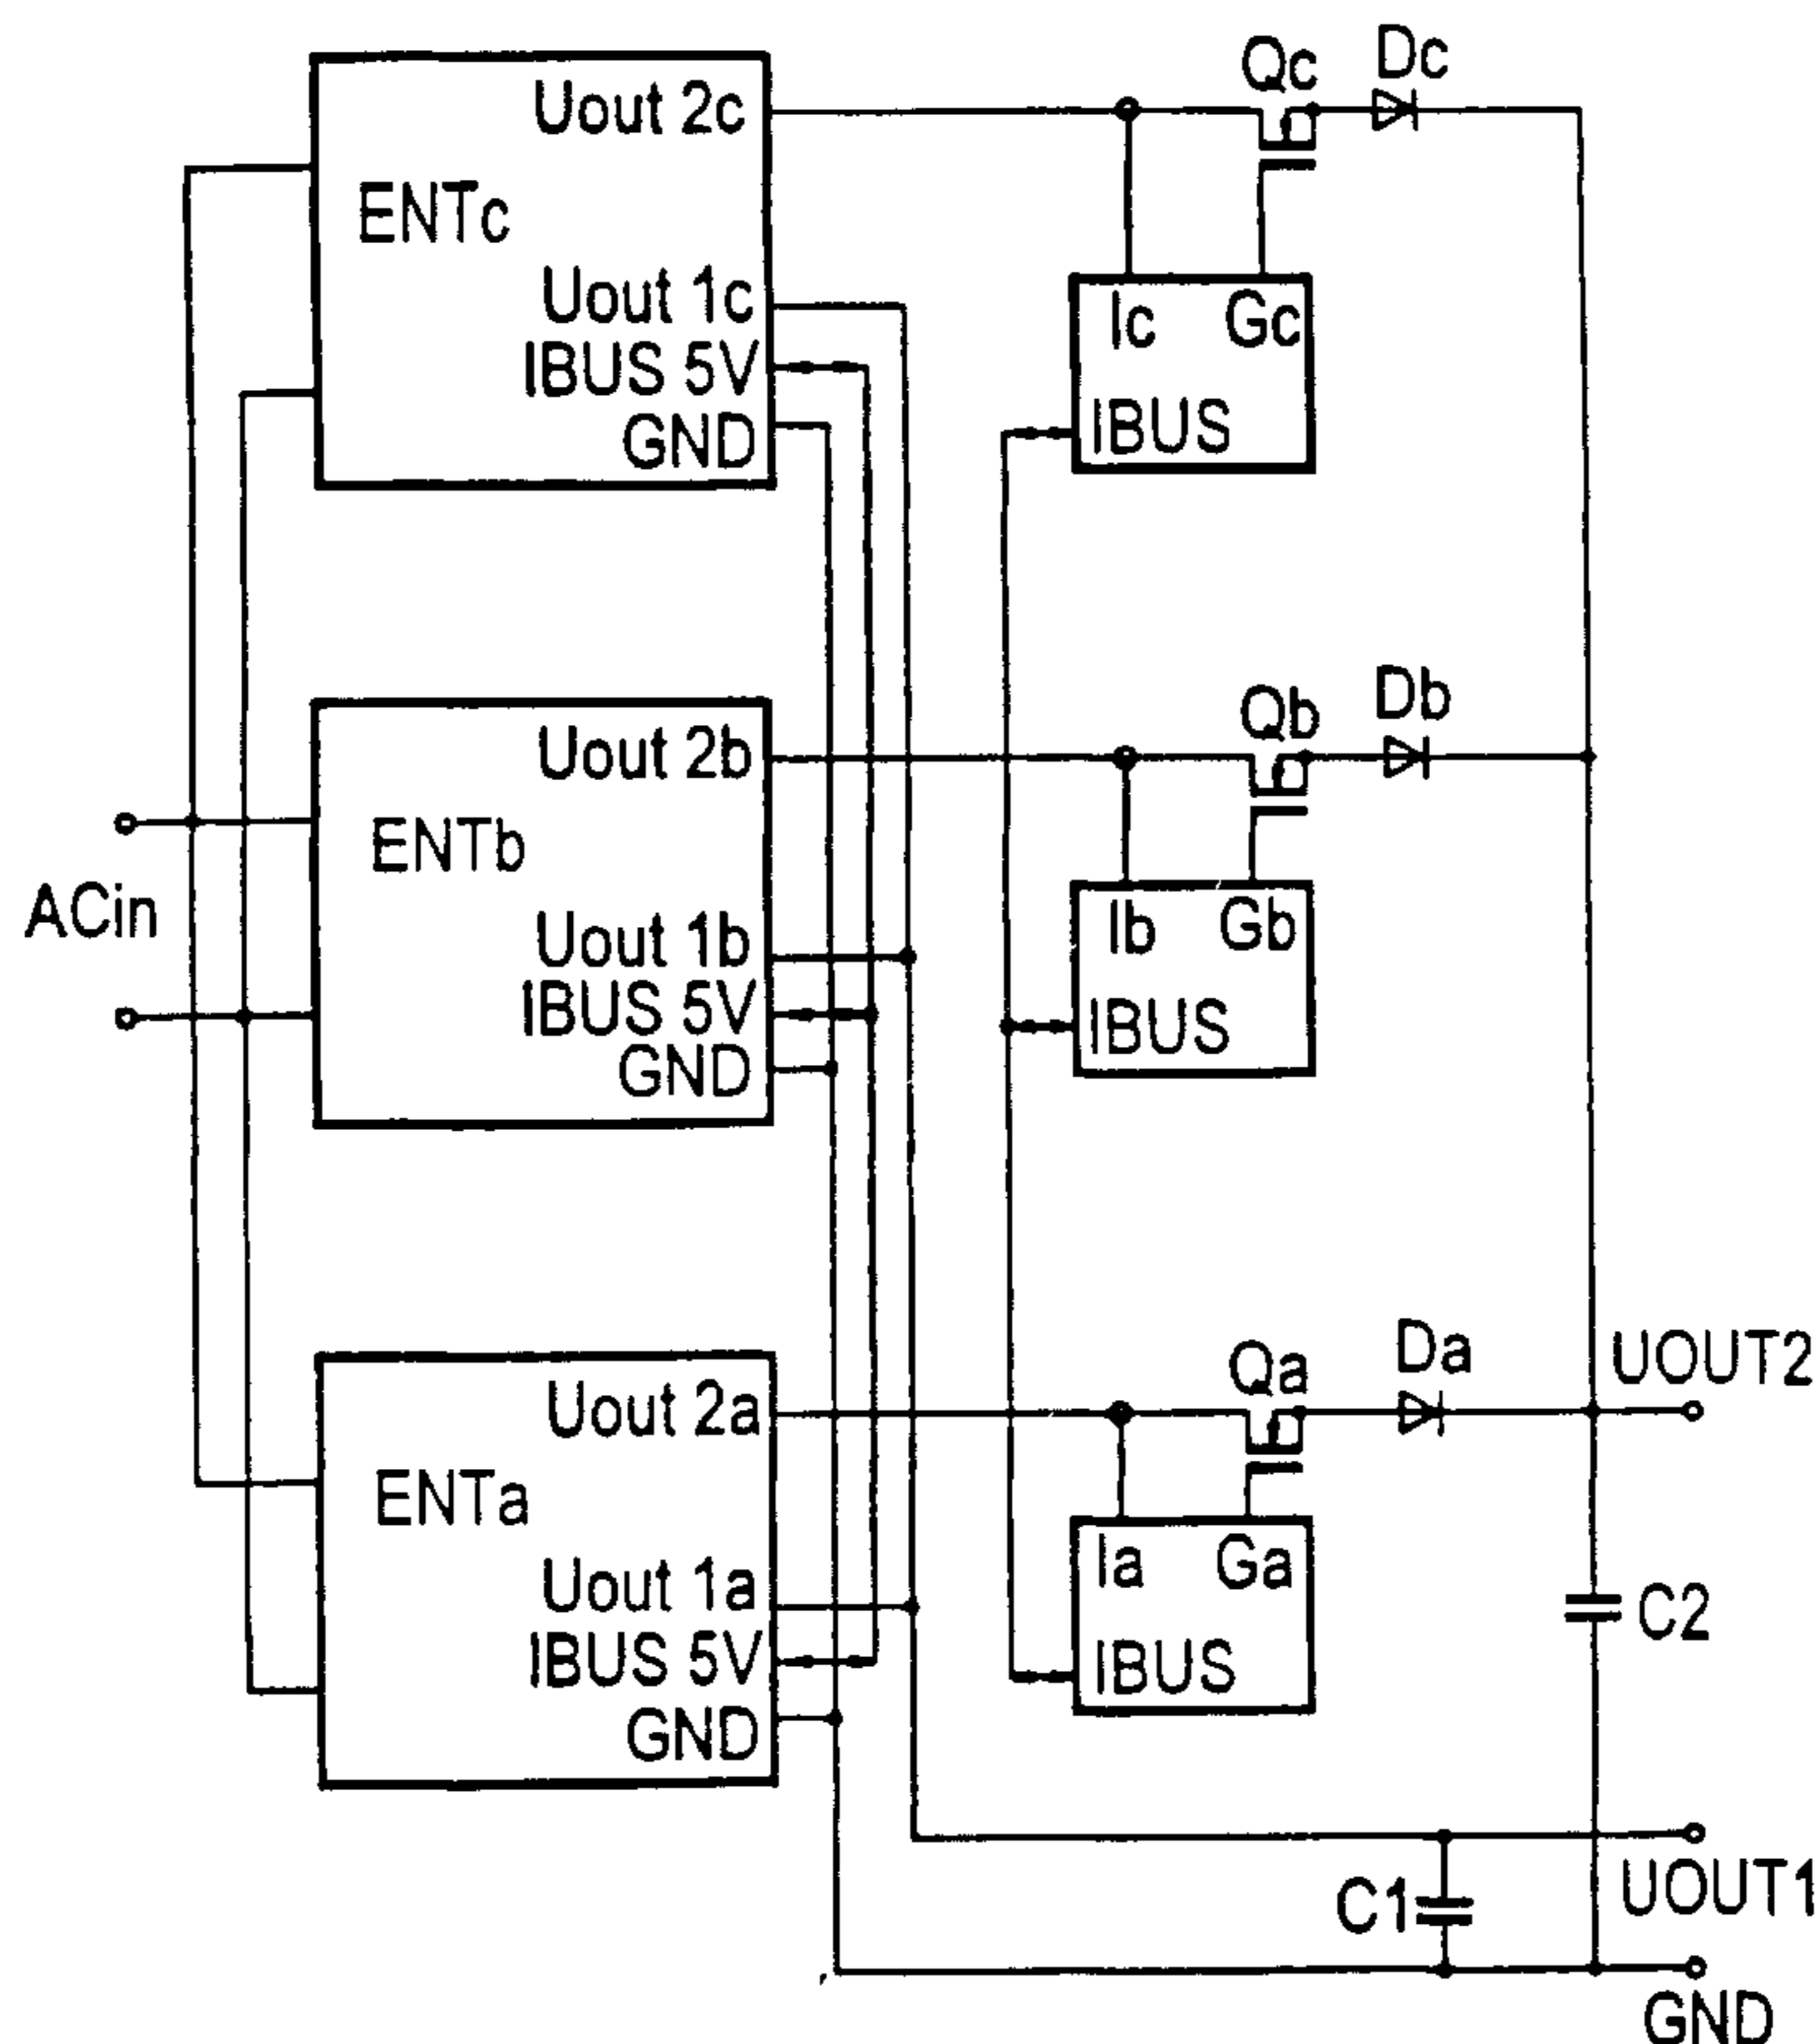 Qc Dc
Uout 2c
ENTc
Uout 1c
IBUS 5V
GND
Ic Gc
IBUS
Qb Db
Uout 2b
ENTb
ACin
Uout 1b
IBUS 5V
GND
Ib Gb
IBUS
Qa Da
UOUT2
Uout 2a
ENTa
Uout 1a
IBUS 5V
GND
Ia Ga
IBUS
C2
C1
UOUT1
GND